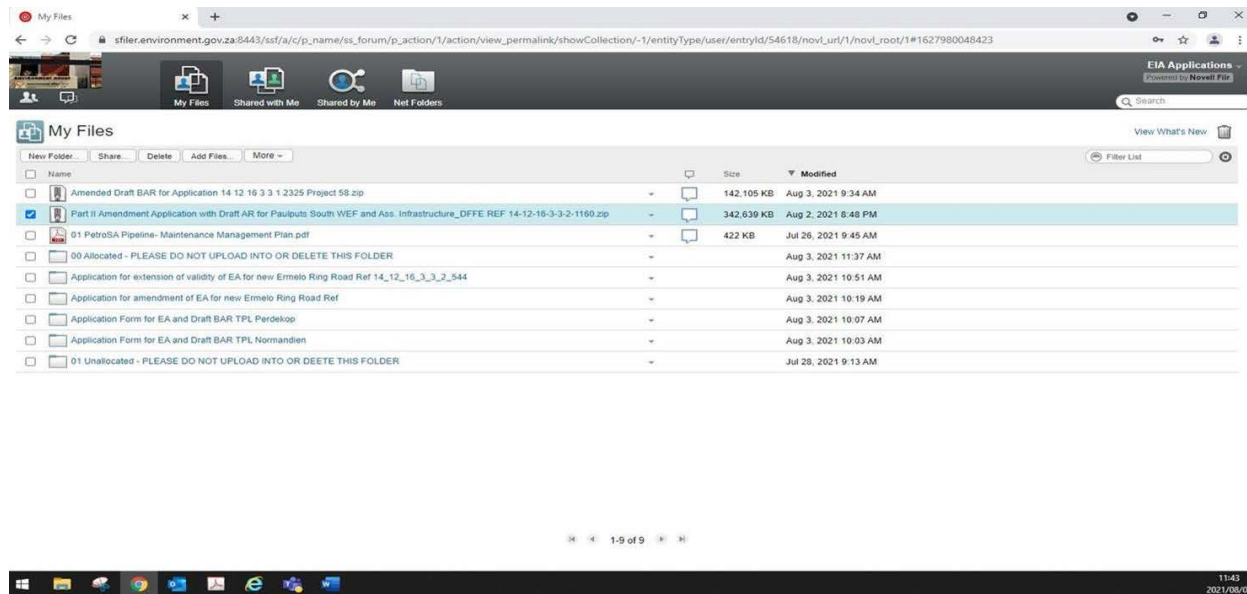 My Files
sfiler.environment.gov.za:8443/ssf/a/c/p_name/ss_forum/p_action/1/action/view_permalink/showCollection/-1/entityType/user/entryId/54618/novl_url/1/novl_root/1#1627980048423
EIA Applications
Powered by Novell Filr
My Files Shared with Me Shared by Me Net Folders
Search
My Files
View What's New
New Folder... Share... Delete Add Files... More
Filter List
Name Size Modified
Amended Draft BAR for Application 14 12 16 3 3 1 2325 Project 58.zip 142,105 KB Aug 3, 2021 9:34 AM
Part II Amendment Application with Draft AR for Paulputs South WEF and Ass. Infrastructure_DFFE REF 14-12-16-3-3-2-1160.zip 342,639 KB Aug 2, 2021 8:48 PM
01 PetroSA Pipeline- Maintenance Management Plan.pdf 422 KB Jul 26, 2021 9:45 AM
00 Allocated - PLEASE DO NOT UPLOAD INTO OR DELETE THIS FOLDER Aug 3, 2021 11:37 AM
Application for extension of validity of EA for new Ermelo Ring Road Ref 14_12_16_3_3_2_544 Aug 3, 2021 10:51 AM
Application for amendment of EA for new Ermelo Ring Road Ref Aug 3, 2021 10:19 AM
Application Form for EA and Draft BAR TPL Perdekop Aug 3, 2021 10:07 AM
Application Form for EA and Draft BAR TPL Normandien Aug 3, 2021 10:03 AM
01 Unallocated - PLEASE DO NOT UPLOAD INTO OR DEETE THIS FOLDER Jul 28, 2021 9:13 AM
1-9 of 9
11:43
2021/08/0